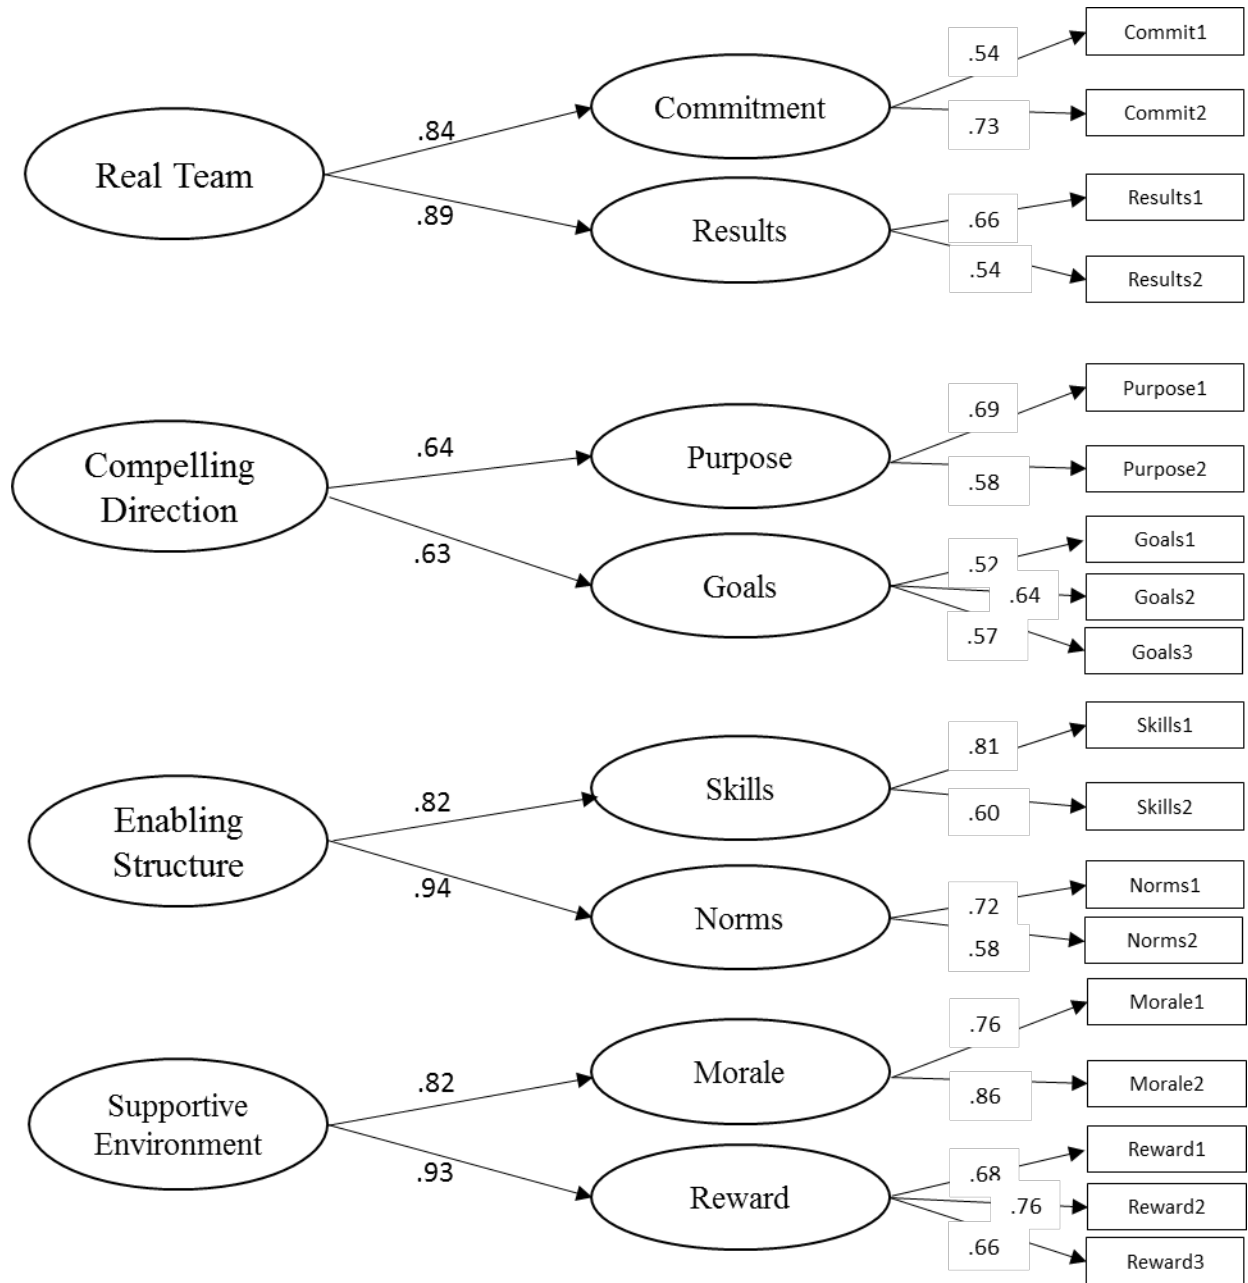 Real Team
.84
.89
Commitment
Results
.54
.73
.66
.54
Commit1
Commit2
Results1
Results2
Compelling
Direction
.64
.63
Purpose
Goals
.69
.58
.52
.64
.57
Purpose1
Purpose2
Goals1
Goals2
Goals3
Enabling
Structure
.82
.94
Skills
Norms
.81
.60
.72
.58
Skills1
Skills2
Norms1
Norms2
Supportive
Environment
.82
.93
Morale
Reward
.76
.86
.68
.76
.66
Morale1
Morale2
Reward1
Reward2
Reward3